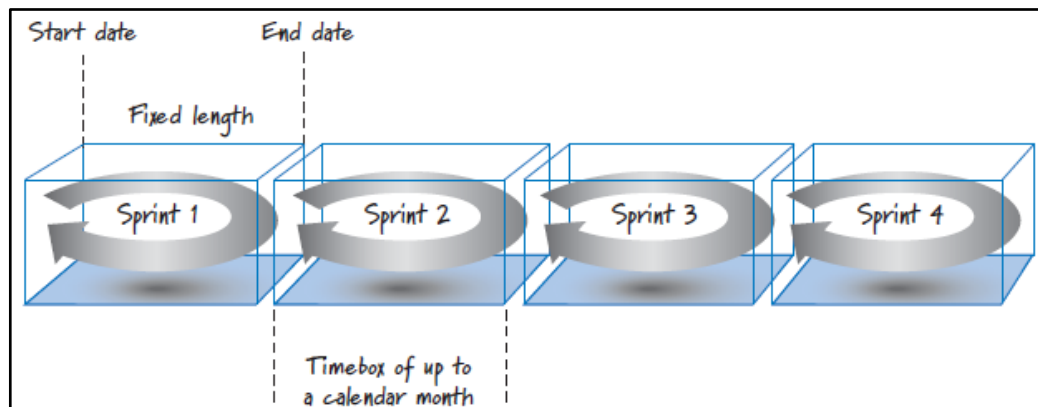 Start date
End date
Fixed length
Sprint 1
Sprint 2
Sprint 3
Sprint 4
Timebox of up to
a calendar month